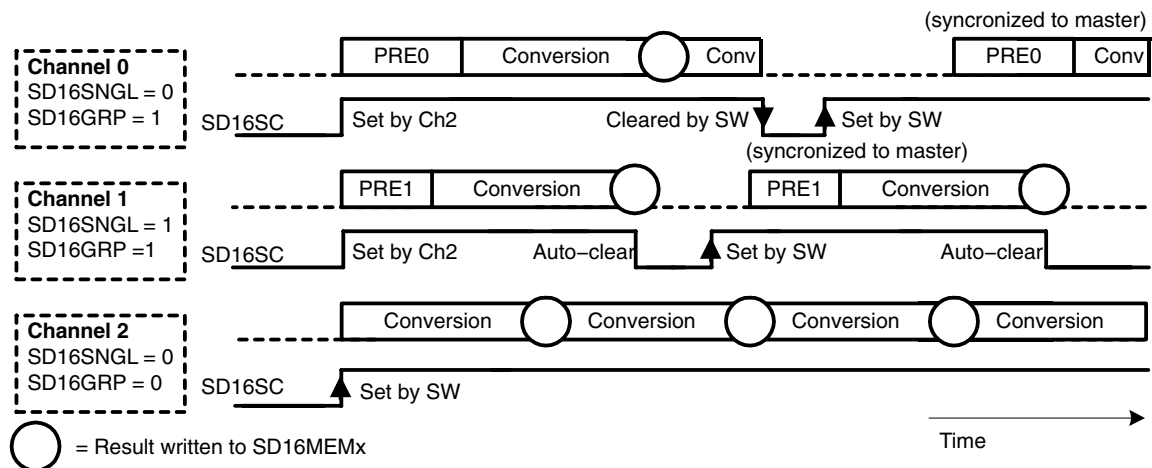 (syncronized to master)
PRE0 Conversion Conv PRE0 Conv
Channel 0
SD16SNGL = 0
SD16GRP = 1
SD16SC Set by Ch2 Cleared by SW Set by SW
(syncronized to master)
PRE1 Conversion PRE1 Conversion
Channel 1
SD16SNGL = 1
SD16GRP =1
SD16SC Set by Ch2 Auto−clear Set by SW Auto−clear
Conversion Conversion Conversion Conversion
Channel 2
SD16SNGL = 0
SD16GRP = 0
SD16SC Set by SW
= Result written to SD16MEMx
Time